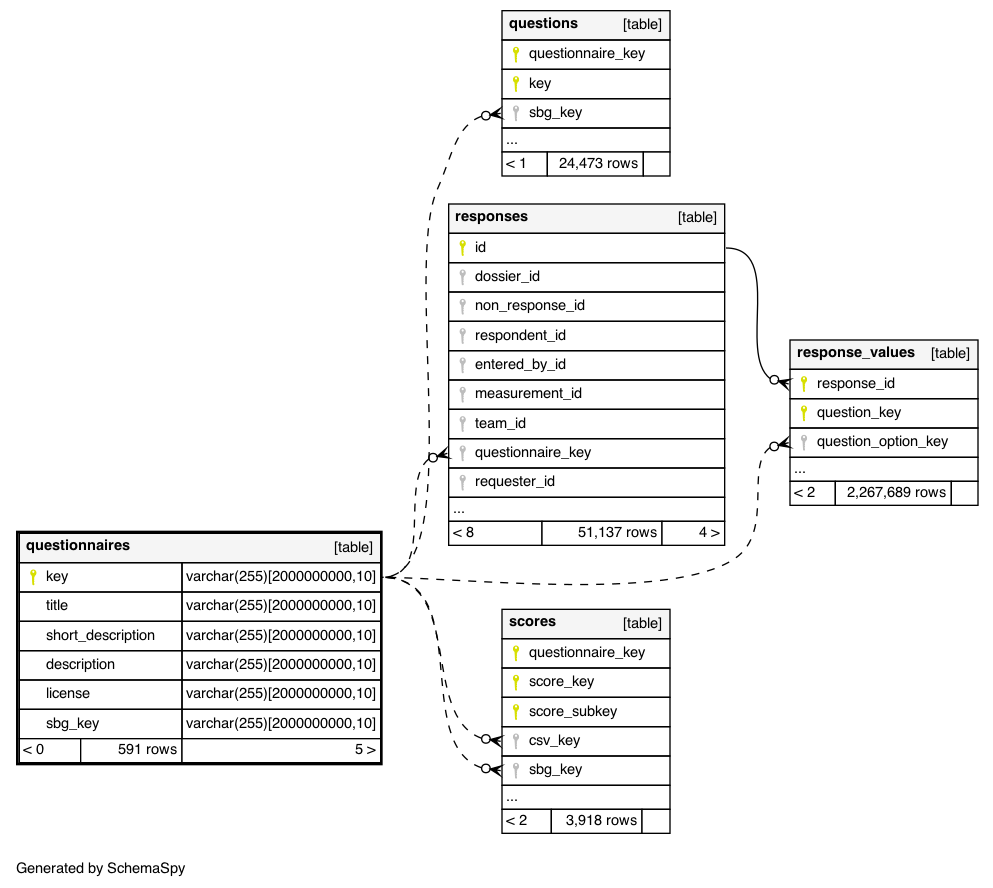 questions [table]
questionnaire_key
key
sbg_key
...
< 1 24,473 rows
responses [table]
id
dossier_id
non_response_id
respondent_id
entered_by_id
measurement_id
team_id
questionnaire_key
requester_id
...
< 8 51,137 rows 4 >
response_values [table]
response_id
question_key
question_option_key
...
< 2 2,267,689 rows
questionnaires [table]
key varchar(255)[2000000000,10]
title varchar(255)[2000000000,10]
short_description varchar(255)[2000000000,10]
description varchar(255)[2000000000,10]
license varchar(255)[2000000000,10]
sbg_key varchar(255)[2000000000,10]
< 0 591 rows 5 >
scores [table]
questionnaire_key
score_key
score_subkey
csv_key
sbg_key
...
< 2 3,918 rows
Generated by SchemaSpy